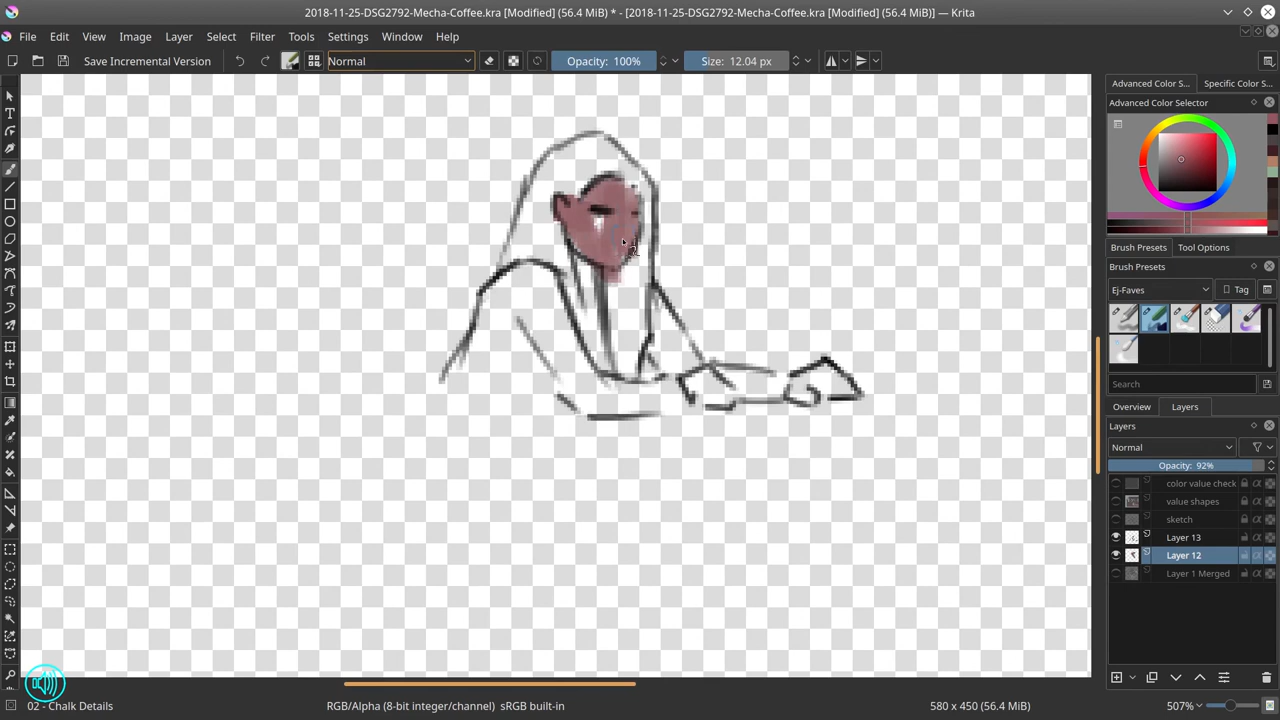 2018-11-25-DSG2792-Mecha-Coffee.kra [Modified] (56.4 MiB) * - [2018-11-25-DSG2792-Mecha-Coffee.kra [Modified] (56.4 MiB)] — Krita
File Edit View Image Layer Select Filter Tools Settings Window Help
Save Incremental Version Normal Opacity: 100% Size: 12.04 px
Advanced Color S... Specific Color S...
Advanced Color Selector
Brush Presets Tool Options
Brush Presets
Ej-Faves Tag
Search
Overview Layers
Layers
Normal
Opacity: 92%
color value check
value shapes
sketch
Layer 13
Layer 12
Layer 1 Merged
02 - Chalk Details RGB/Alpha (8-bit integer/channel) sRGB built-in 580 x 450 (56.4 MiB) 507%